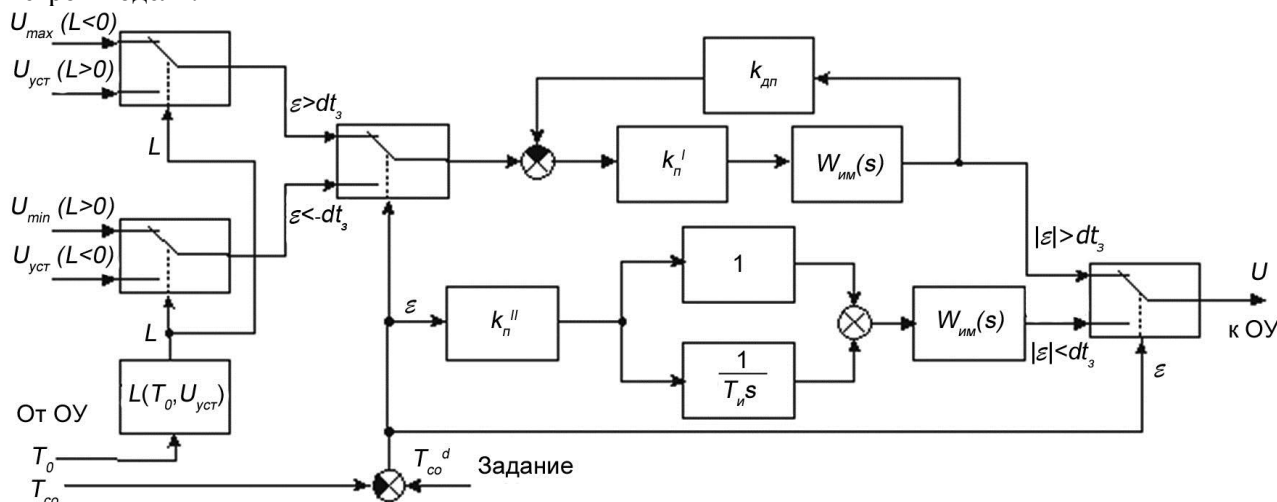 U_max (L<0)
U_уст (L>0)
L
ε>dt_з
U_min (L>0)
U_уст (L<0)
ε<-dt_з
L
L(T_0,U_уст)
От ОУ
T_0
T_со
T_со^d Задание
k_дп
k_п^I
W_им(s)
|ε|>dt_з
ε
k_п^II
1
1
T_и s
W_им(s)
|ε|<dt_з
U
к ОУ
ε